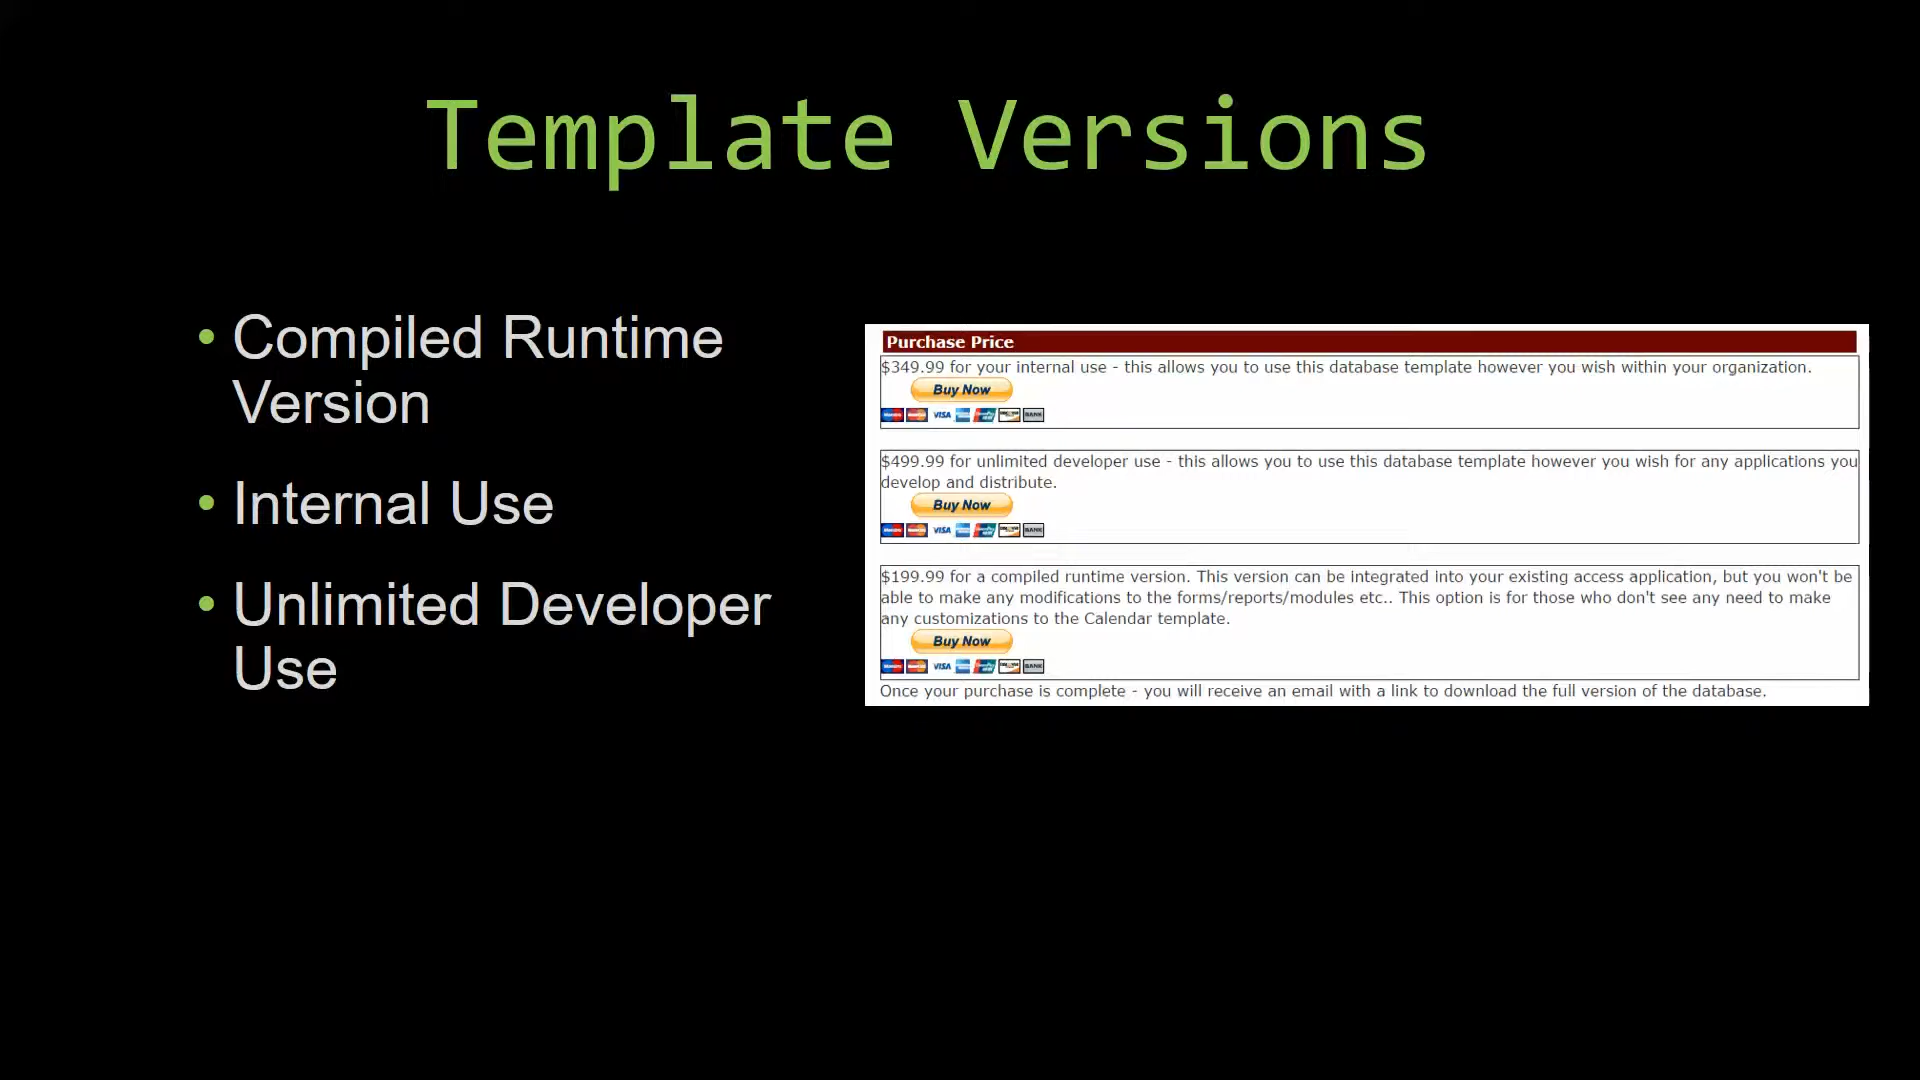 Template Versions
• Compiled Runtime
Version
• Internal Use
• Unlimited Developer
Use
Purchase Price
$349.99 for your internal use - this allows you to use this database template however you wish within your organization.
Buy Now
VISA BANK
$499.99 for unlimited developer use - this allows you to use this database template however you wish for any applications you
develop and distribute.
Buy Now
VISA BANK
$199.99 for a compiled runtime version. This version can be integrated into your existing access application, but you won't be
able to make any modifications to the forms/reports/modules etc.. This option is for those who don't see any need to make
any customizations to the Calendar template.
Buy Now
VISA BANK
Once your purchase is complete - you will receive an email with a link to download the full version of the database.